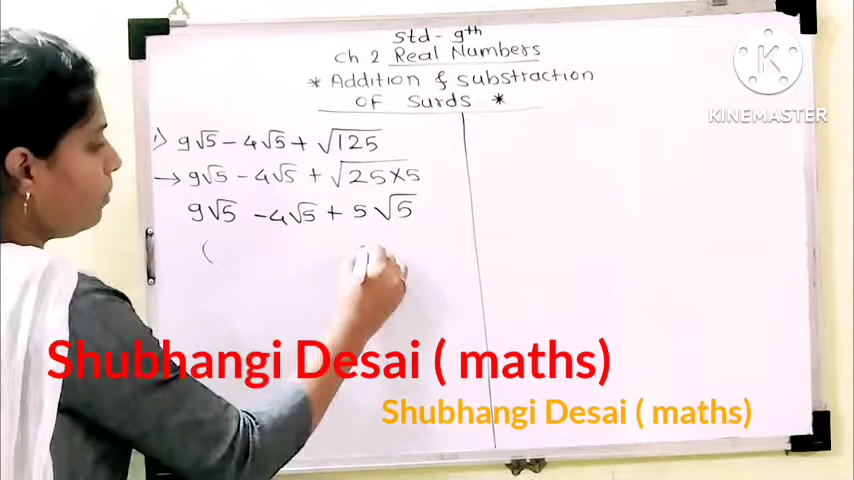 Std - 9th
Ch 2 Real Numbers
* Addition & substraction
OF Surds *
1) 9√5 - 4√5 + √125
→ 9√5 - 4√5 + √25×5
9√5 - 4√5 + 5√5
(
K
KINEMASTER
Shubhangi Desai ( maths)
Shubhangi Desai ( maths)